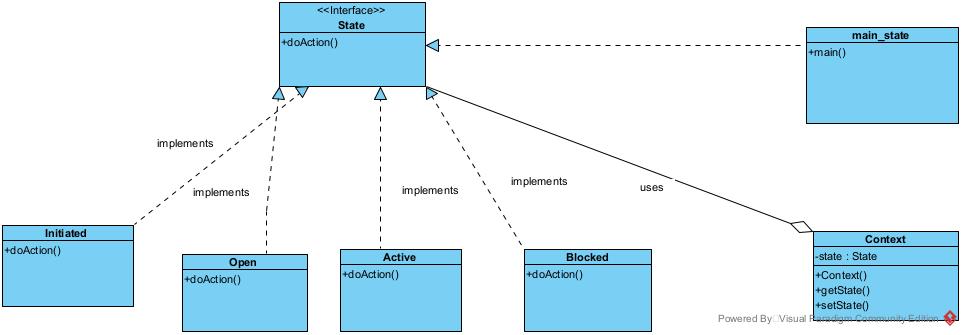 <<Interface>>
State
+doAction()
main_state
+main()
implements
implements
implements
implements
uses
Initiated
+doAction()
Open
+doAction()
Active
+doAction()
Blocked
+doAction()
Context
-state : State
+Context()
+getState()
+setState()
Powered By Visual Paradigm Community Edition